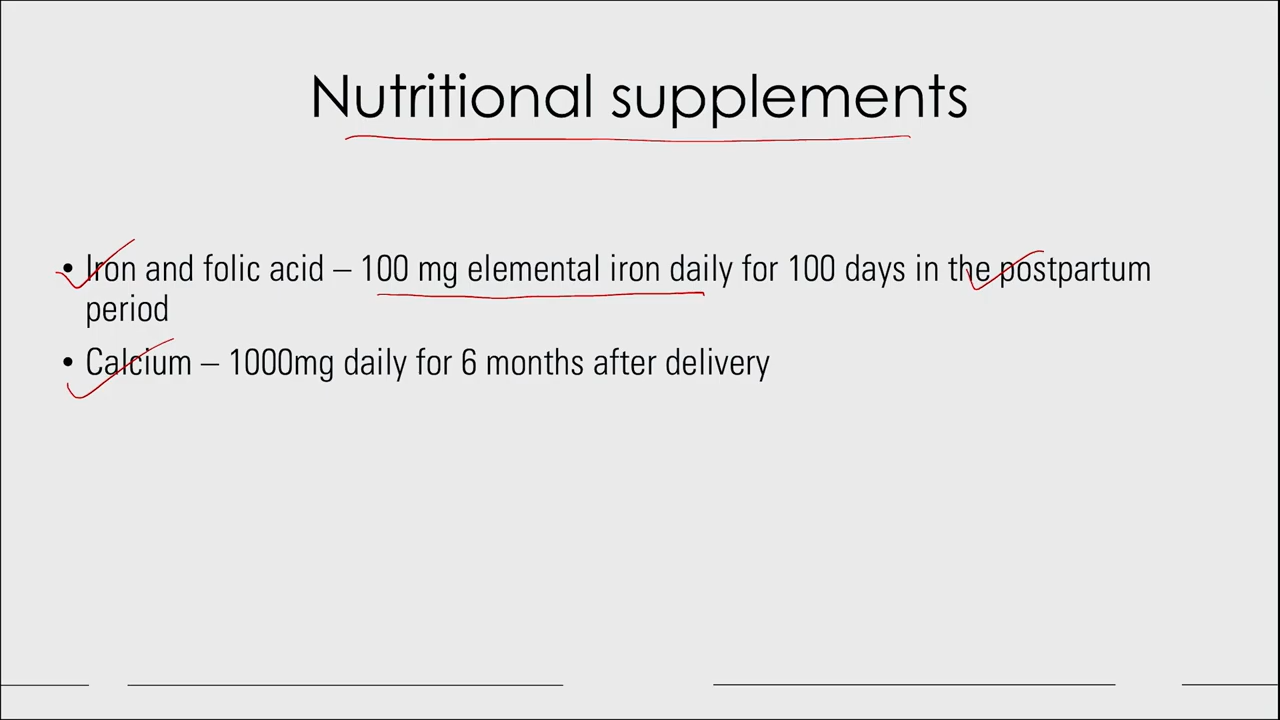 Nutritional supplements
• Iron and folic acid – 100 mg elemental iron daily for 100 days in the postpartum
period
• Calcium – 1000mg daily for 6 months after delivery